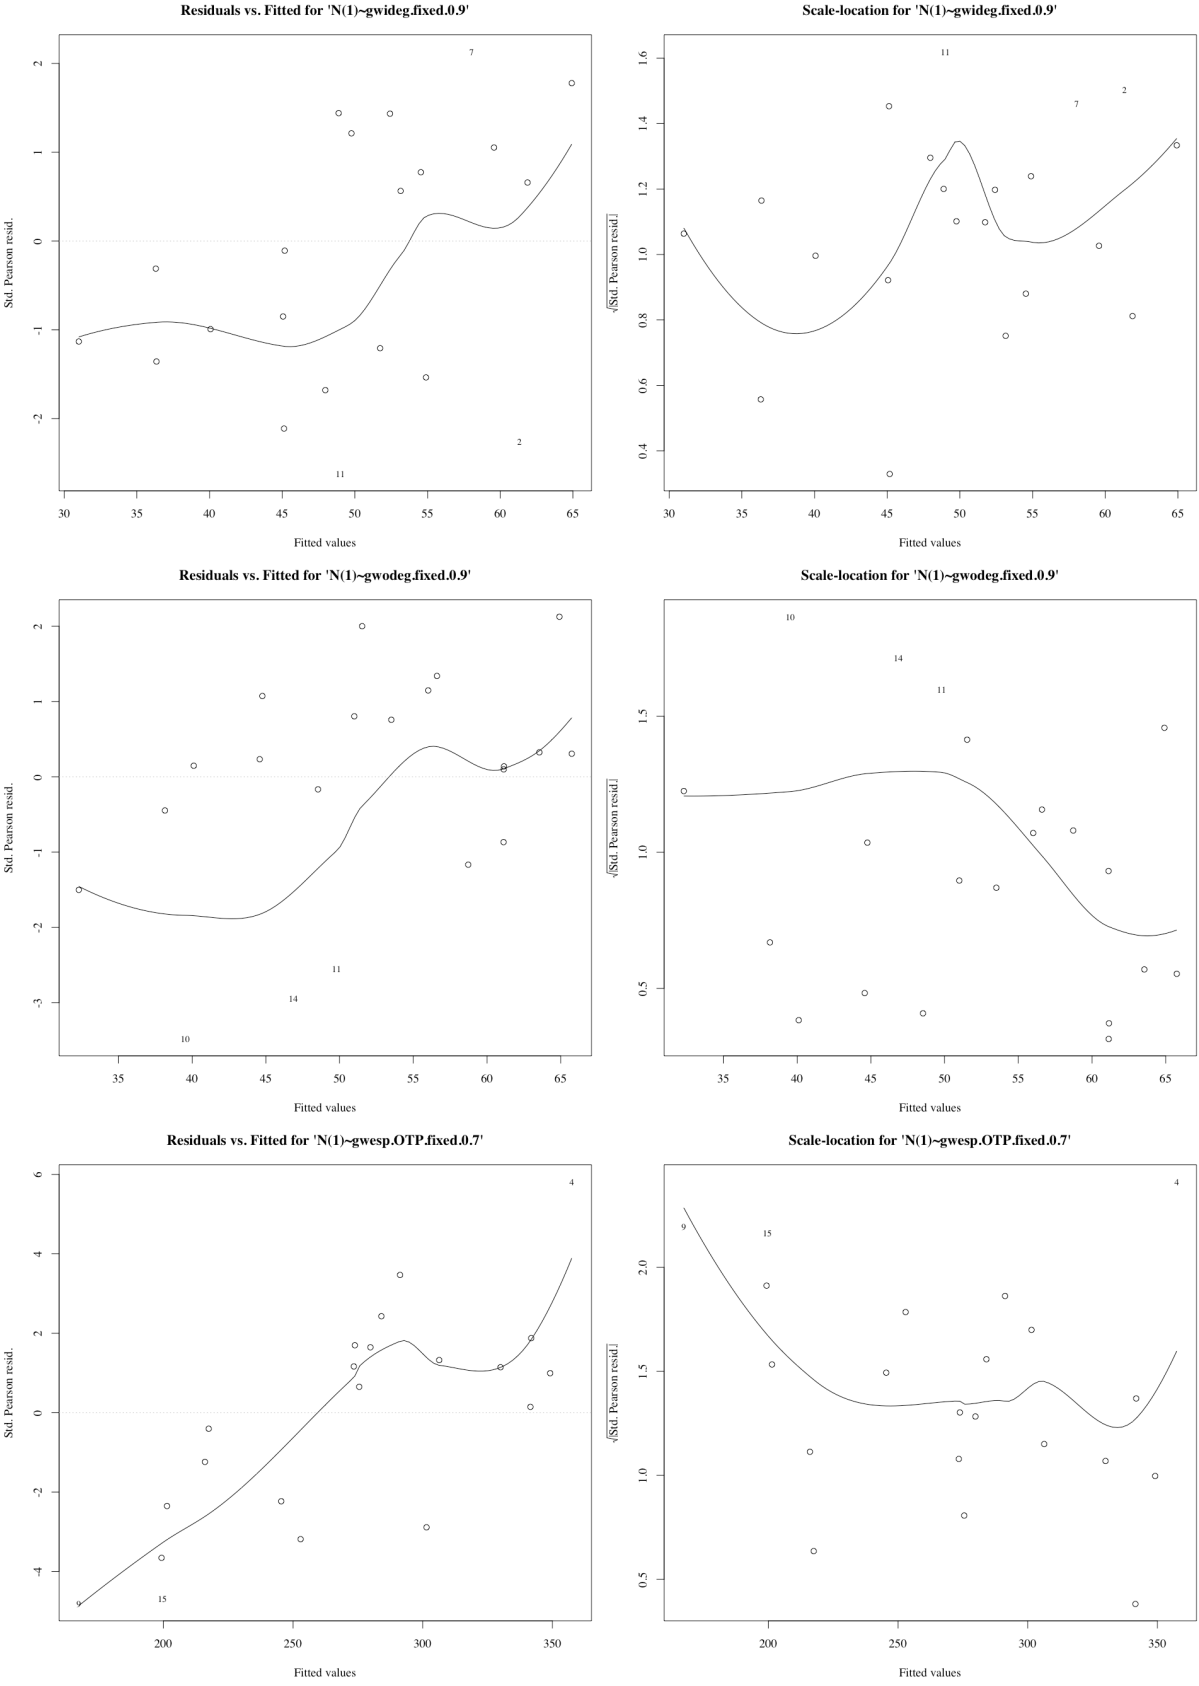 Residuals vs. Fitted for 'N(1)~gwideg.fixed.0.9'
Std. Pearson resid.
2
1
0
-1
-2
7
2
11
30 35 40 45 50 55 60 65
Fitted values
Scale-location for 'N(1)~gwideg.fixed.0.9'
√|Std. Pearson resid.|
1.6
1.4
1.2
1.0
0.8
0.6
0.4
11
2
7
30 35 40 45 50 55 60 65
Fitted values
Residuals vs. Fitted for 'N(1)~gwodeg.fixed.0.9'
Std. Pearson resid.
2
1
0
-1
-2
-3
11
14
10
35 40 45 50 55 60 65
Fitted values
Scale-location for 'N(1)~gwodeg.fixed.0.9'
√|Std. Pearson resid.|
1.5
1.0
0.5
10
14
11
35 40 45 50 55 60 65
Fitted values
Residuals vs. Fitted for 'N(1)~gwesp.OTP.fixed.0.7'
Std. Pearson resid.
6
4
2
0
-2
-4
4
15
9
200 250 300 350
Fitted values
Scale-location for 'N(1)~gwesp.OTP.fixed.0.7'
√|Std. Pearson resid.|
2.0
1.5
1.0
0.5
4
9
15
200 250 300 350
Fitted values